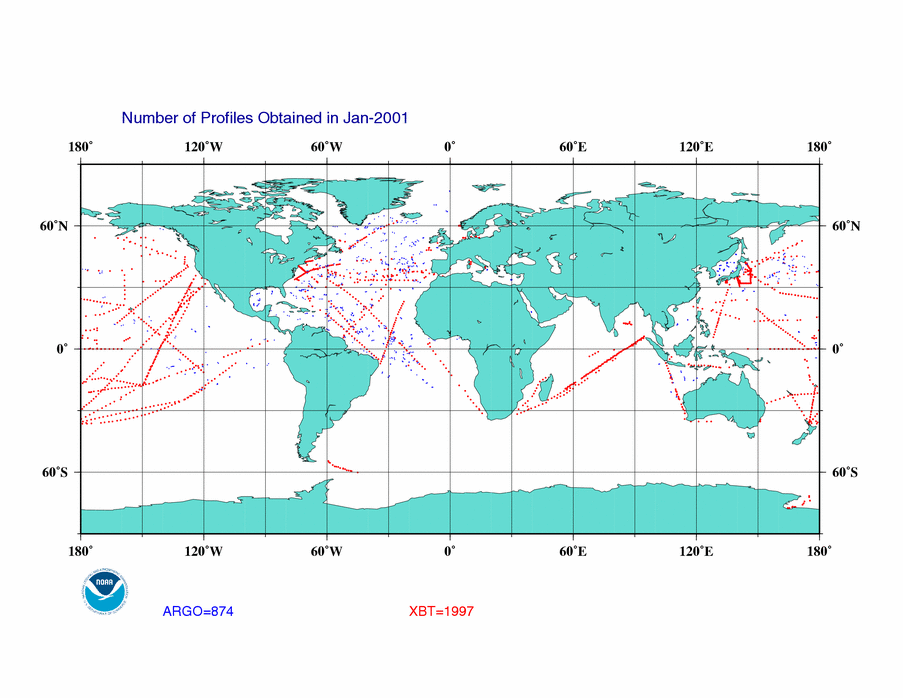 Number of Profiles Obtained in Jan-2001
180˚ 120˚W 60˚W 0˚ 60˚E 120˚E 180˚
60˚N 60˚N
0˚ 0˚
60˚S 60˚S
180˚ 120˚W 60˚W 0˚ 60˚E 120˚E 180˚
NOAA
ARGO=874 XBT=1997